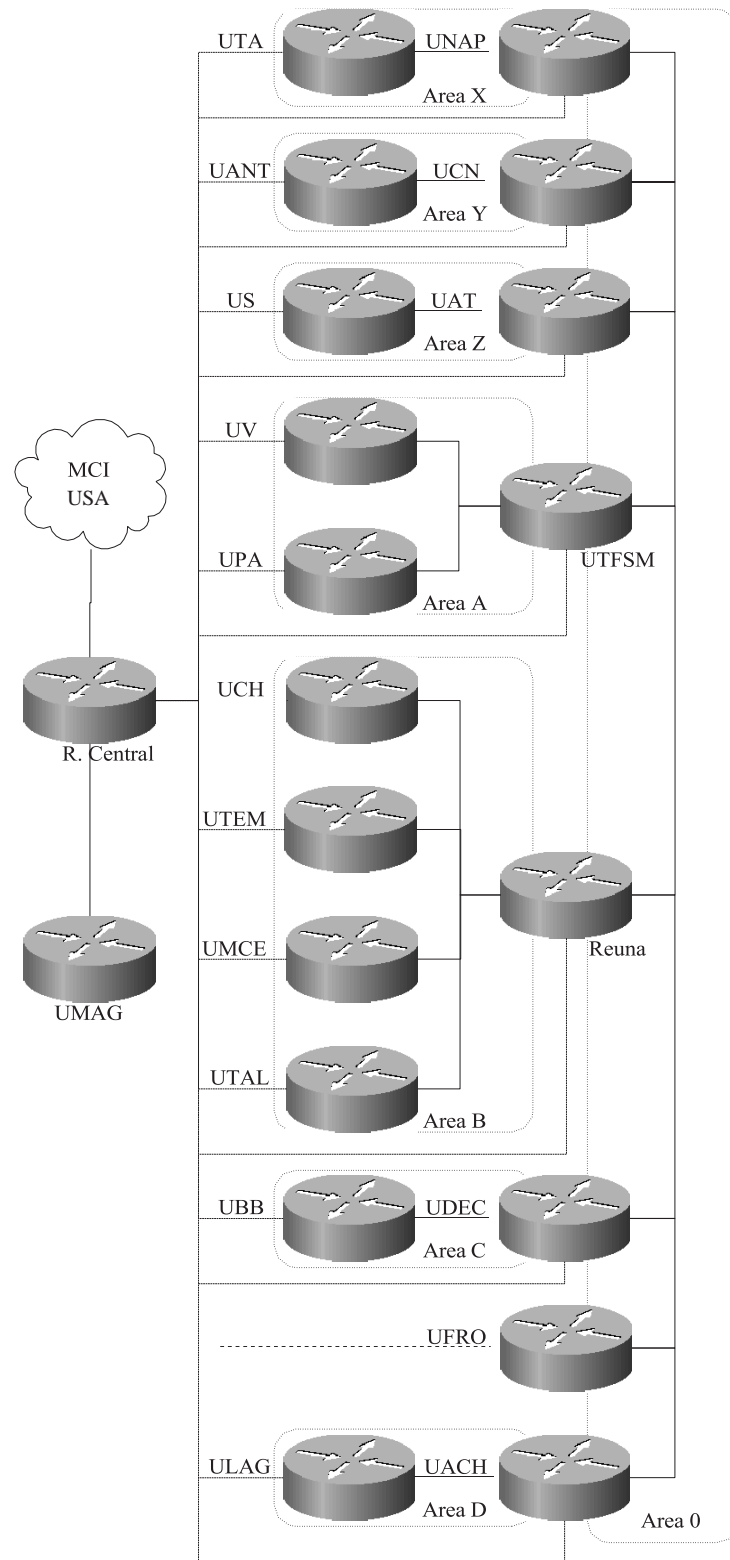 UTA
UNAP
Area X
UANT
UCN
Area Y
US
UAT
Area Z
UV
MCI
USA
UPA
UTFSM
Area A
UCH
R. Central
UTEM
UMCE
Reuna
UMAG
UTAL
Area B
UBB
UDEC
Area C
UFRO
ULAG
UACH
Area D
Area 0